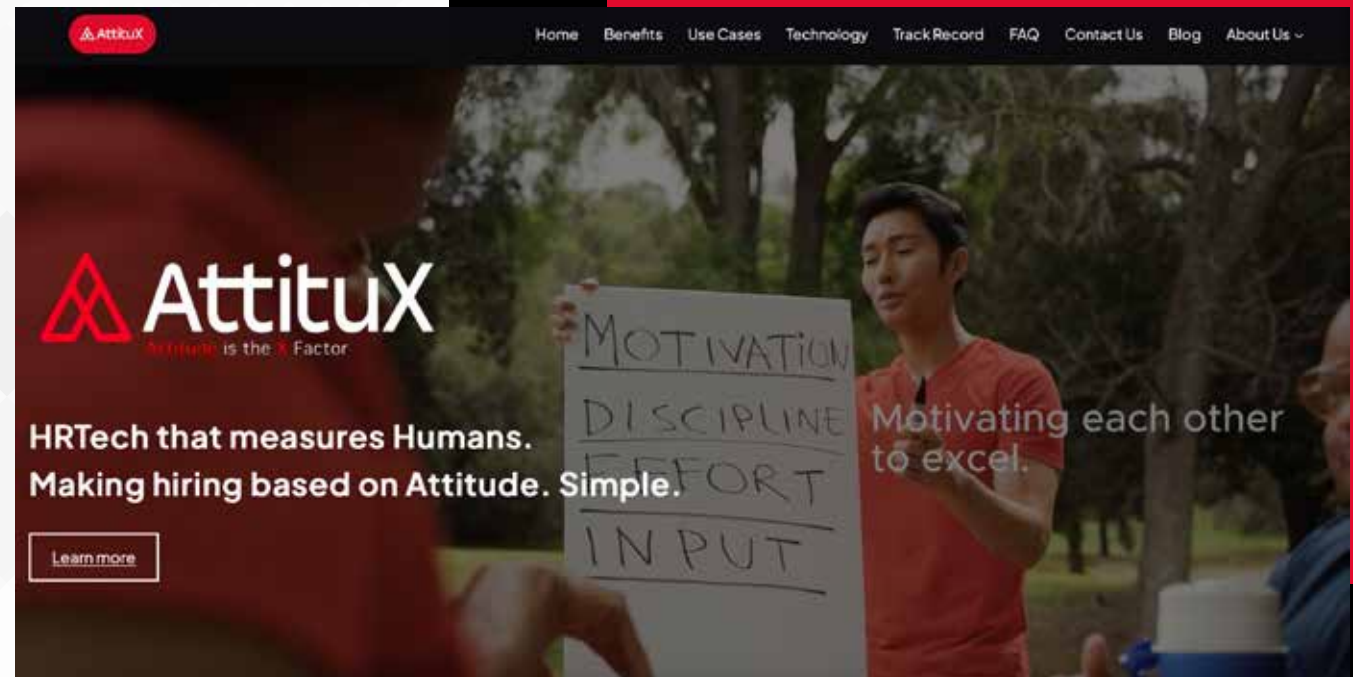 AttituX
Home Benefits Use Cases Technology Track Record FAQ Contact Us Blog About Us
AttituX
Attitude is the X Factor
MOTIVATION
DISCIPLINE
EFFORT
INPUT
Motivating each other
to excel.
HRTech that measures Humans.
Making hiring based on Attitude. Simple.
Learn more